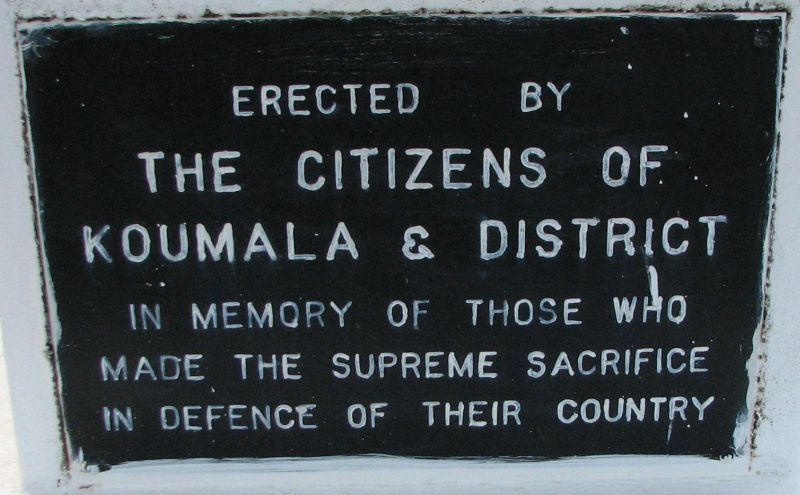 ERECTED BY
THE CITIZENS OF
KOUMALA & DISTRICT
IN MEMORY OF THOSE WHO
MADE THE SUPREME SACRIFICE
IN DEFENCE OF THEIR COUNTRY